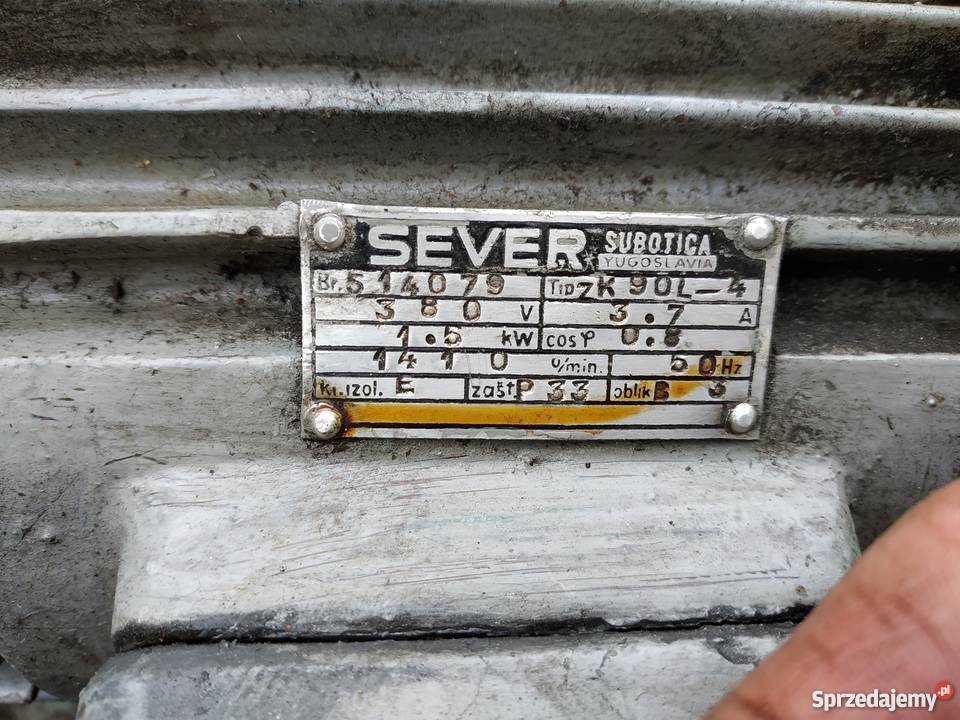 SEVER SUBOTICA
YUGOSLAVIA
Br. 514079 Tip ZK 90L-4
380 V 3.7 A
1.5 kW cos φ 0.8
1410 o/min. 50 Hz
Kl.izol. E zašt. P 33 oblik B 3
Sprzedajemy.pl